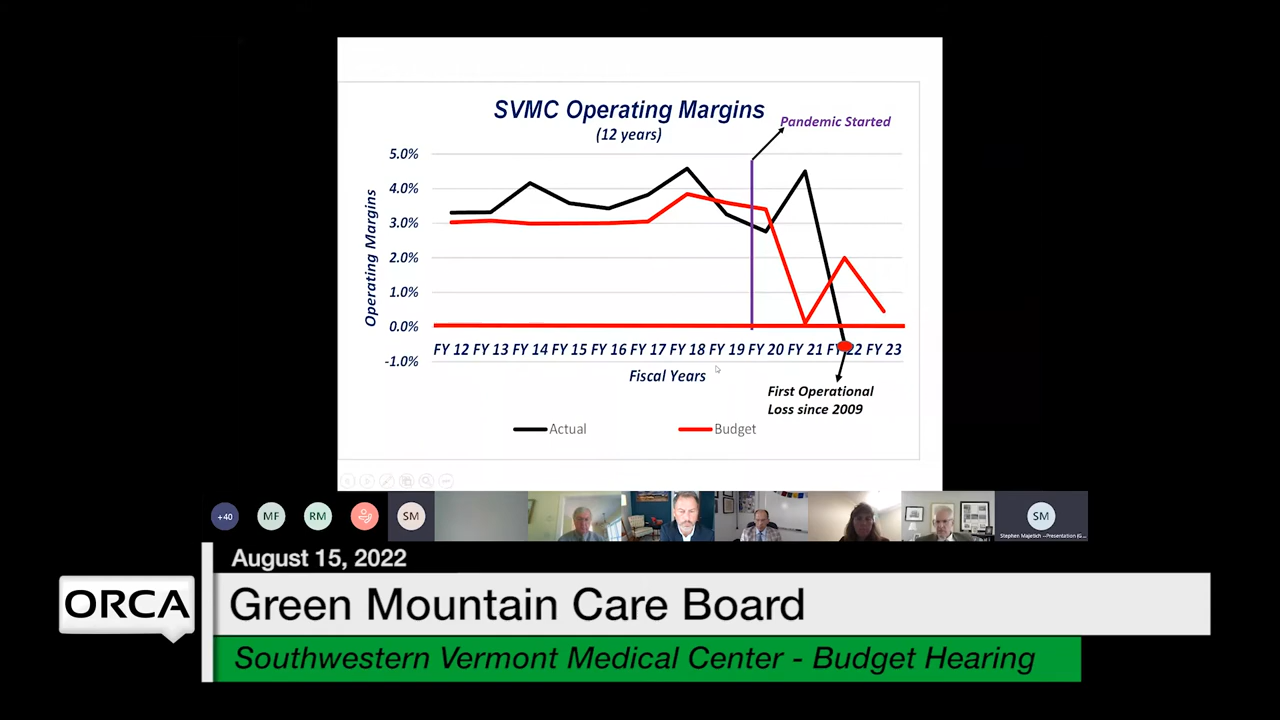 SVMC Operating Margins
(12 years)
Pandemic Started
5.0%
4.0%
3.0%
2.0%
1.0%
0.0%
-1.0%
Operating Margins
FY 12 FY 13 FY 14 FY 15 FY 16 FY 17 FY 18 FY 19 FY 20 FY 21 FY 22 FY 23
Fiscal Years
First Operational
Loss since 2009
Actual
Budget
+40
MF
RM
SM
SM
August 15, 2022
ORCA
Green Mountain Care Board
Southwestern Vermont Medical Center - Budget Hearing